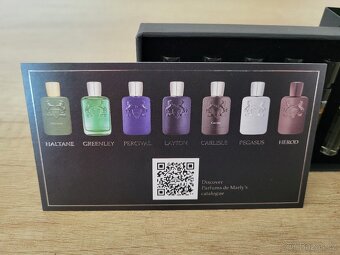 HALTANE GREENLEY PERCIVAL LAYTON CARLISLE PEGASUS HEROD
Discover
Parfums de Marly's
catalogue